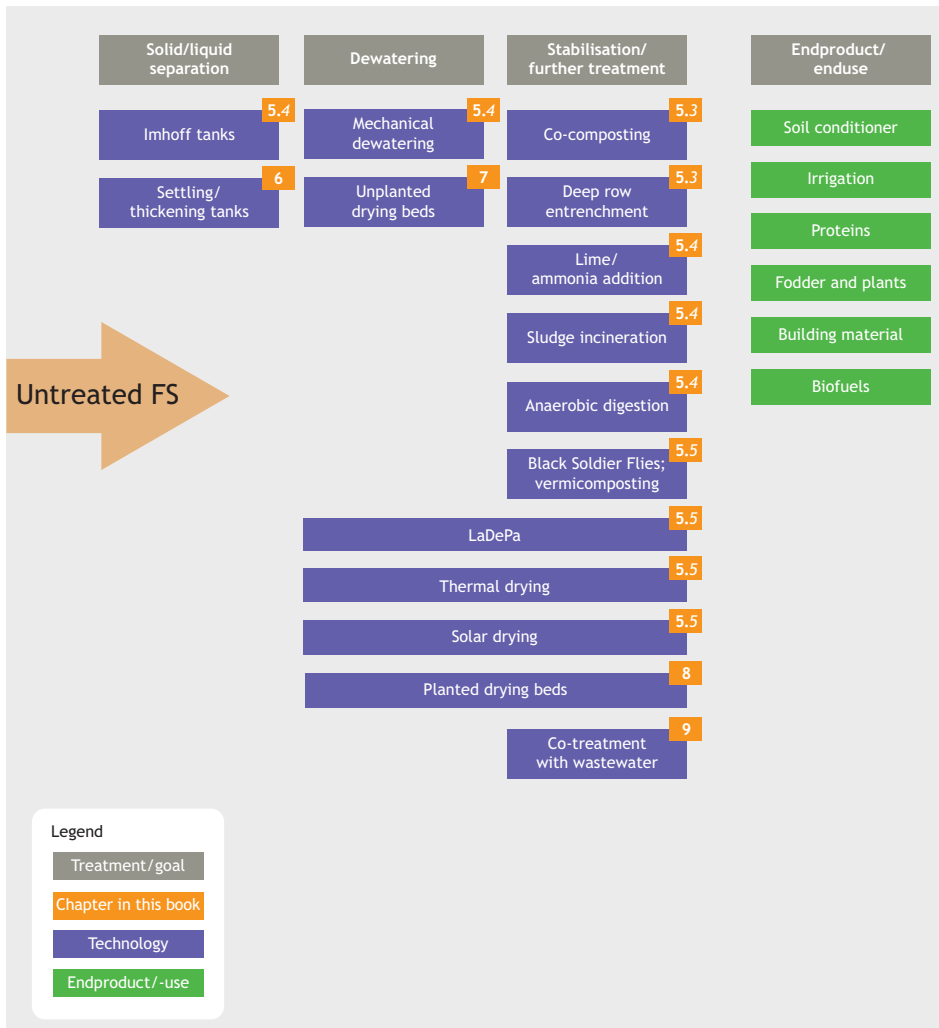 Solid/liquid
separation
Dewatering
Stabilisation/
further treatment
Endproduct/
enduse
5.4
Imhoff tanks
5.4
Mechanical
dewatering
5.3
Co-composting
Soil conditioner
6
Settling/
thickening tanks
7
Unplanted
drying beds
5.3
Deep row
entrenchment
Irrigation
Proteins
5.4
Lime/
ammonia addition
Fodder and plants
5.4
Sludge incineration
Building material
Untreated FS
5.4
Anaerobic digestion
Biofuels
5.5
Black Soldier Flies;
vermicomposting
5.5
LaDePa
5.5
Thermal drying
5.5
Solar drying
8
Planted drying beds
9
Co-treatment
with wastewater
Legend
Treatment/goal
Chapter in this book
Technology
Endproduct/-use